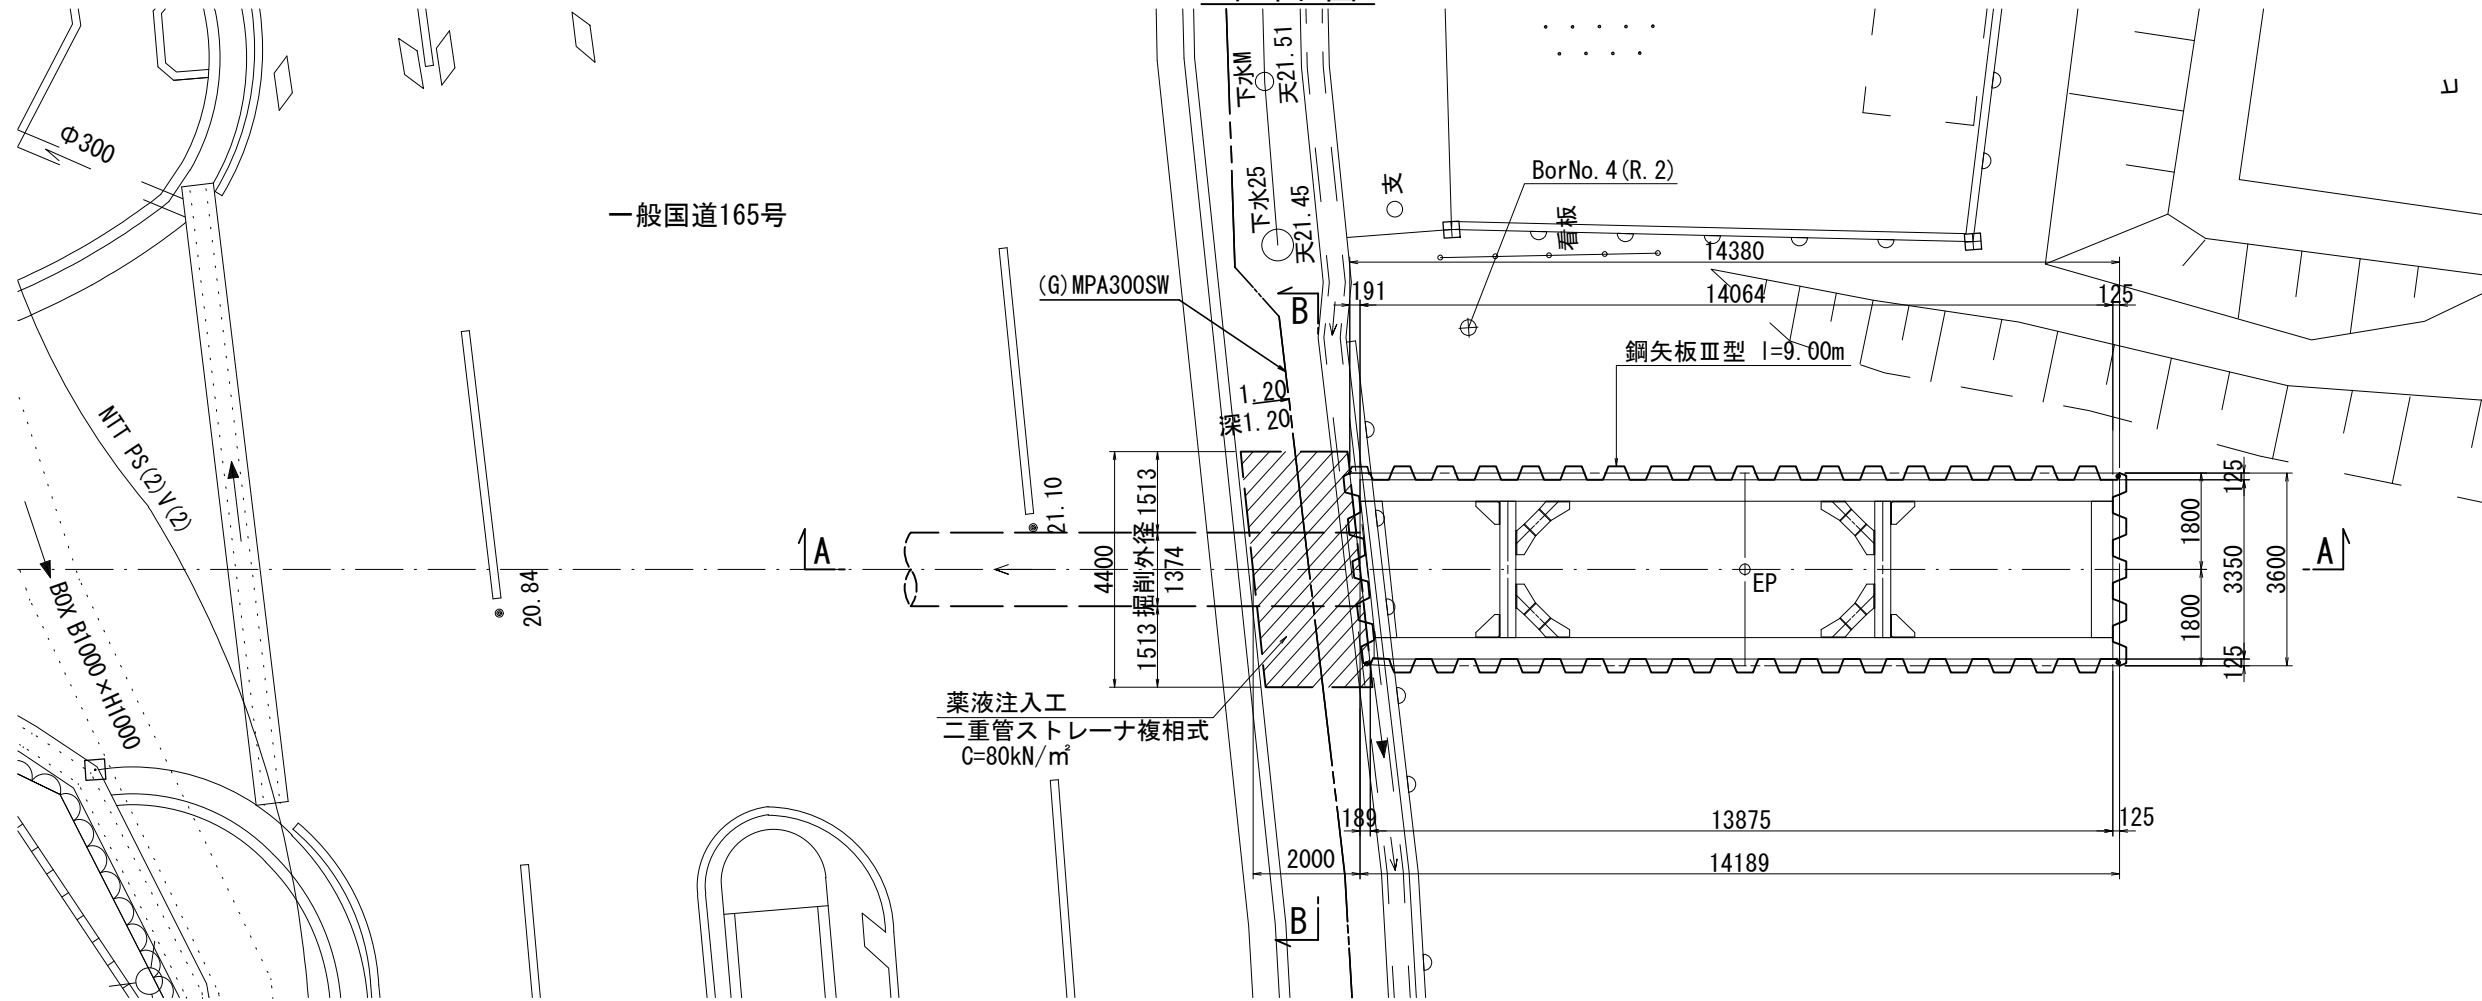 Φ300
一般国道165号
下水M
天21.51
下水25
天21.45
支
看板
BorNo.4(R.2)
ヒ
(G)MPA300SW
B
14380
191
14064
125
鋼矢板Ⅲ型 l=9.00m
1.20
深1.20
NTT PS(2)V(2)
BOX B1000×H1000
20.84
21.10
A
4400
1513
掘削外径
1374
1513
EP
125
1800
3350
3600
1800
125
A
薬液注入工
二重管ストレーナ複相式
C=80kN/㎡
189
13875
125
2000
14189
B